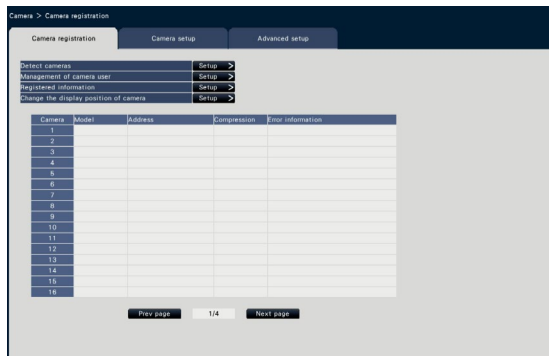 Camera > Camera registration
Camera registration Camera setup Advanced setup
Detect cameras Setup >
Management of camera user Setup >
Registered information Setup >
Change the display position of camera Setup >
Camera Model Address Compression Error information
1
2
3
4
5
6
7
8
9
10
11
12
13
14
15
16
Prev page 1/4 Next page